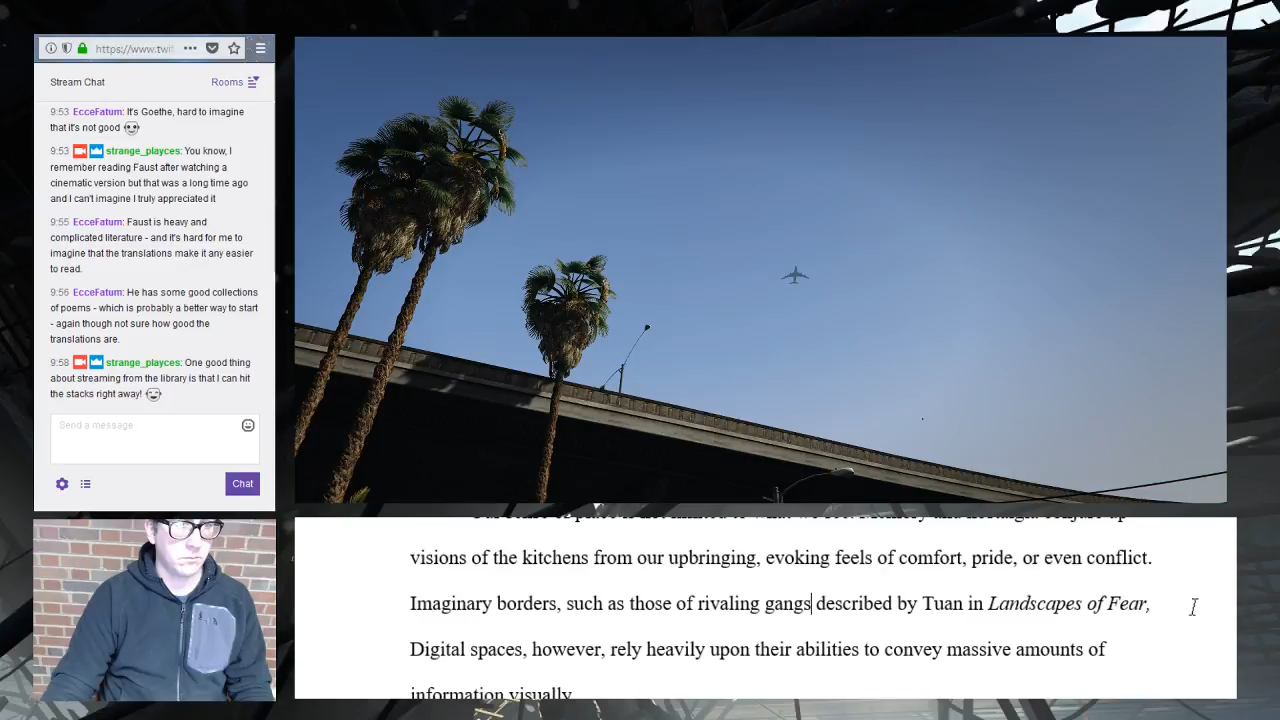 https://www.twi
Stream Chat
Rooms
9:53 EcceFatum: It's Goethe, hard to imagine
that it's not good
9:53 strange_playces: You know, I
remember reading Faust after watching a
cinematic version but that was a long time ago
and I can't imagine I truly appreciated it
9:55 EcceFatum: Faust is heavy and
complicated literature - and it's hard for me to
imagine that the translations make it any easier
to read.
9:56 EcceFatum: He has some good collections
of poems - which is probably a better way to start
- again though not sure how good the
translations are.
9:58 strange_playces: One good thing
about streaming from the library is that I can hit
the stacks right away!
Send a message
Chat
visions of the kitchens from our upbringing, evoking feels of comfort, pride, or even conflict.
Imaginary borders, such as those of rivaling gangs described by Tuan in Landscapes of Fear,
Digital spaces, however, rely heavily upon their abilities to convey massive amounts of
information visually.